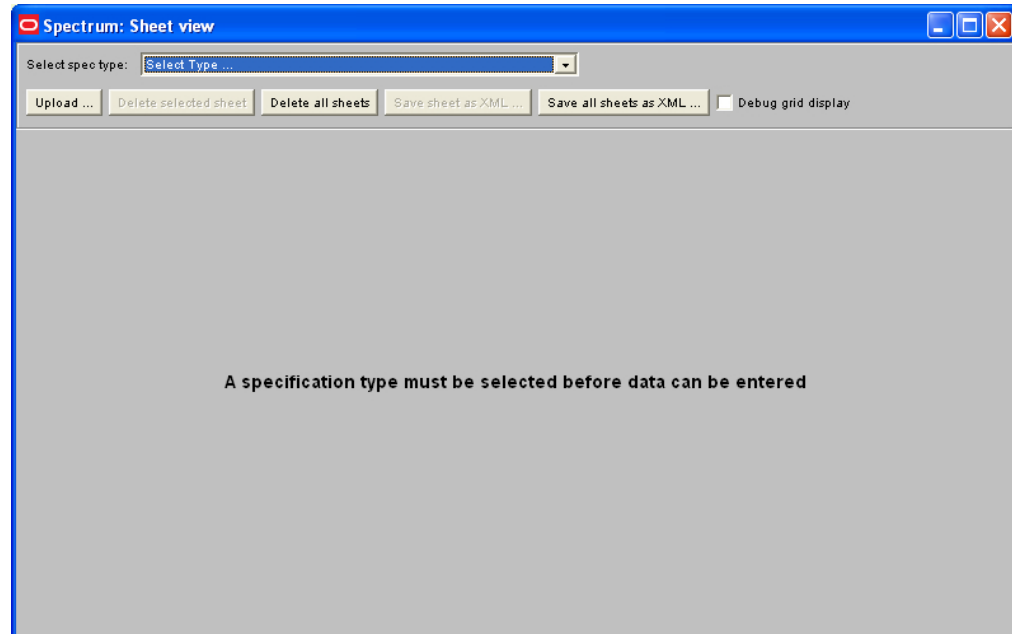 Spectrum: Sheet view
Select spec type: Select Type ...
Upload ... Delete selected sheet Delete all sheets Save sheet as XML ... Save all sheets as XML ... Debug grid display
A specification type must be selected before data can be entered